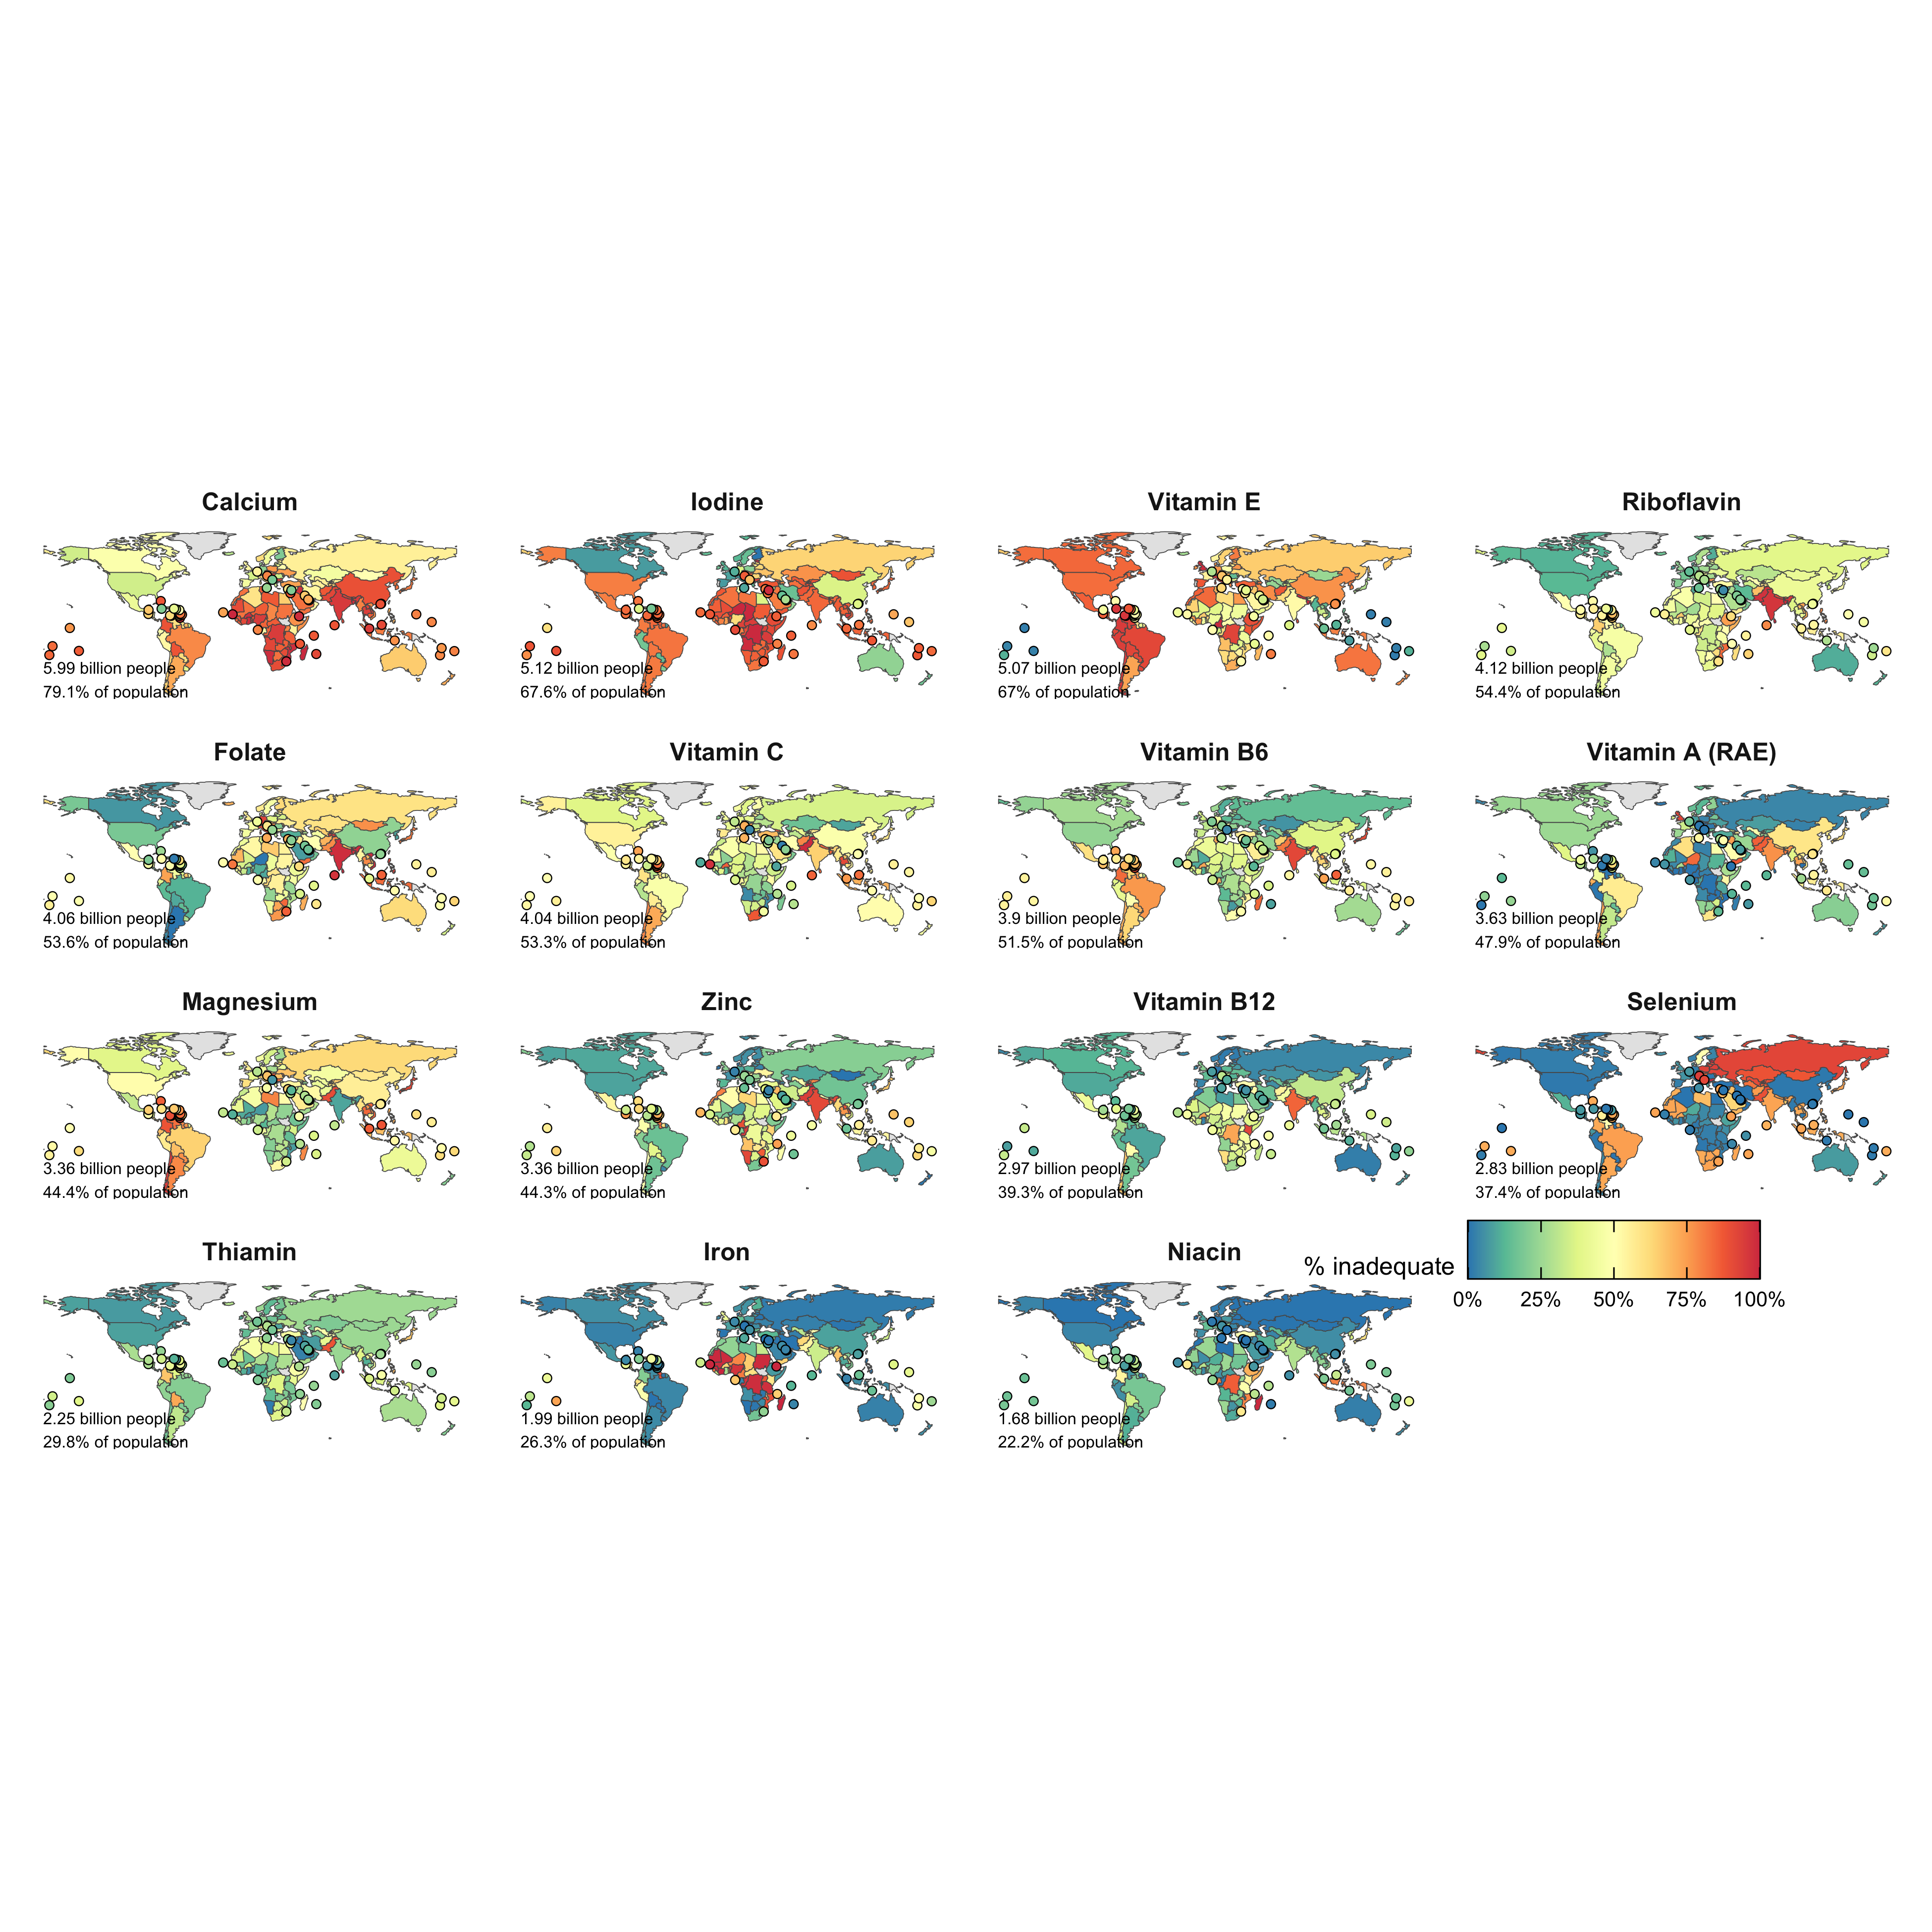 Calcium
Iodine
Vitamin E
Riboflavin
5.99 billion people
79.1% of population
5.12 billion people
67.6% of population
5.07 billion people
67% of population
4.12 billion people
54.4% of population
Folate
Vitamin C
Vitamin B6
Vitamin A (RAE)
4.06 billion people
53.6% of population
4.04 billion people
53.3% of population
3.9 billion people
51.5% of population
3.63 billion people
47.9% of population
Magnesium
Zinc
Vitamin B12
Selenium
3.36 billion people
44.4% of population
3.36 billion people
44.3% of population
2.97 billion people
39.3% of population
2.83 billion people
37.4% of population
Thiamin
Iron
Niacin
% inadequate
0% 25% 50% 75% 100%
2.25 billion people
29.8% of population
1.99 billion people
26.3% of population
1.68 billion people
22.2% of population